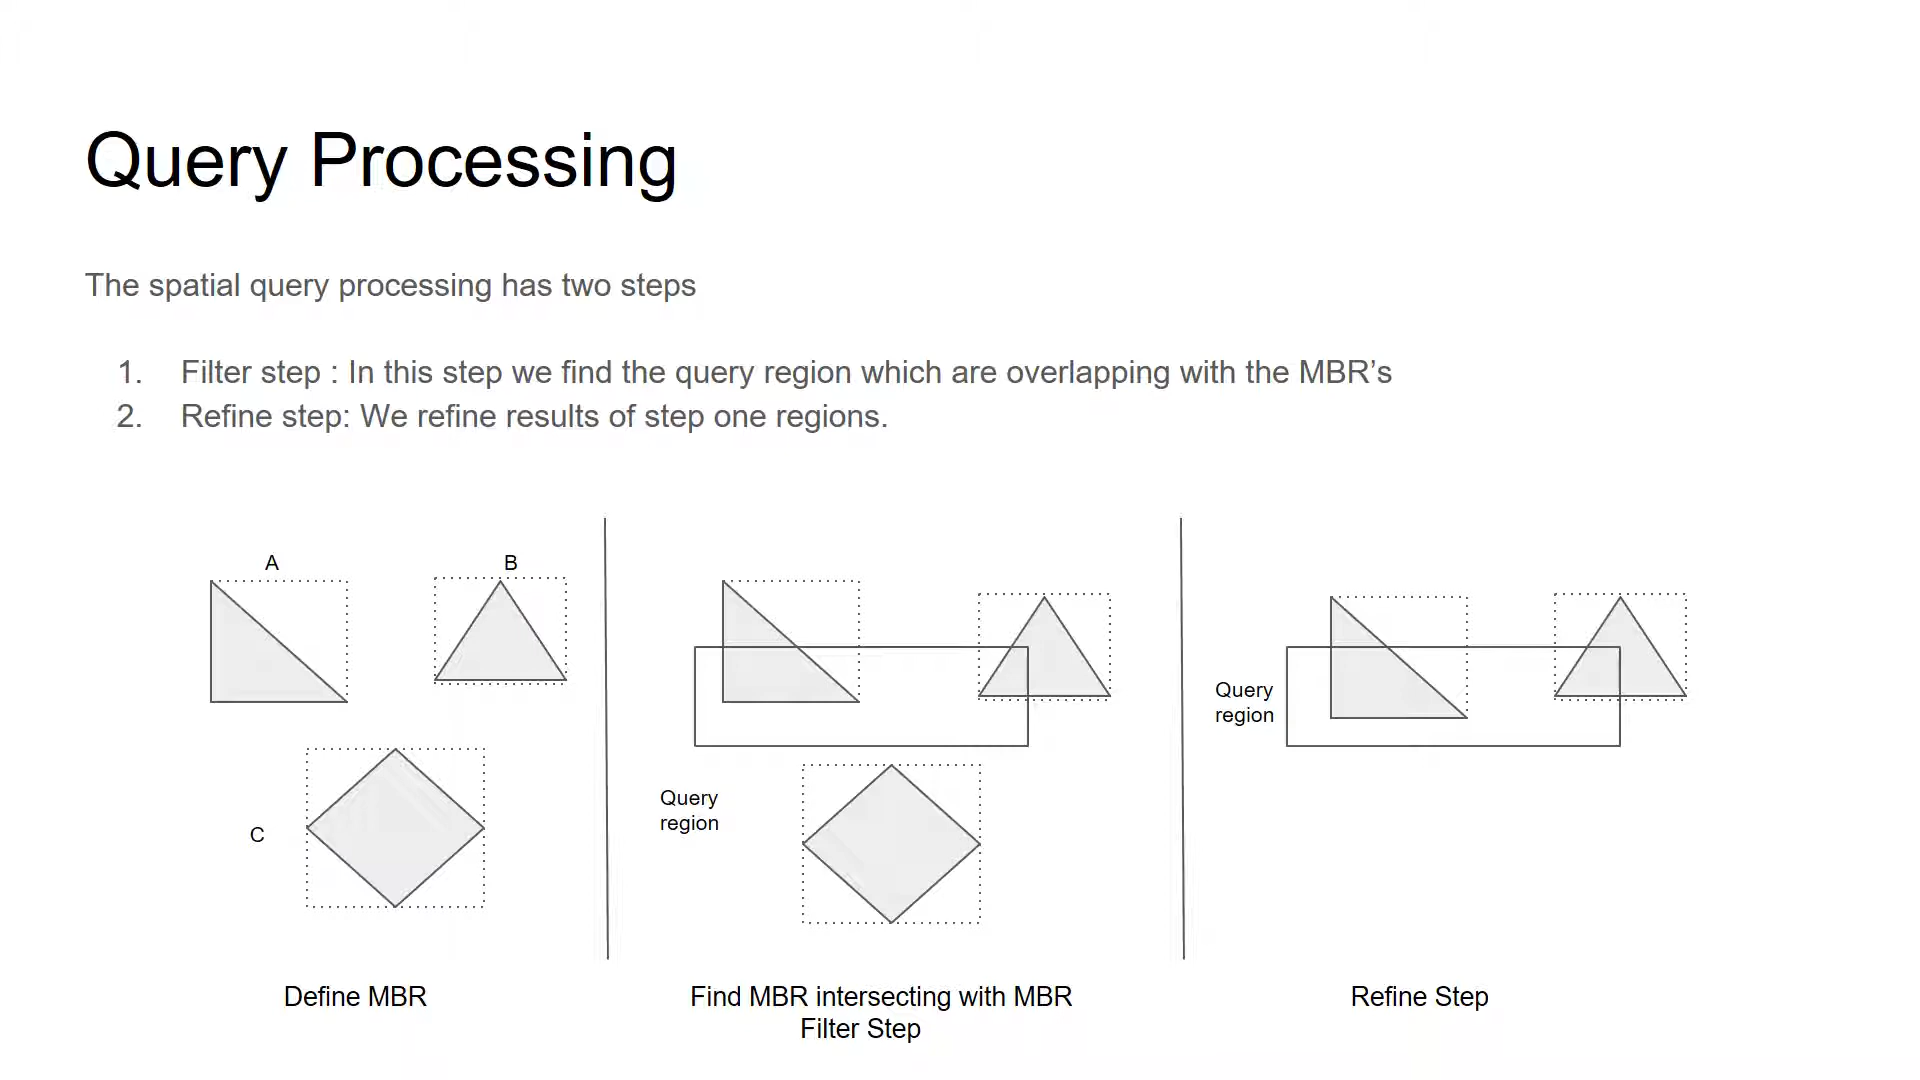 Query Processing
The spatial query processing has two steps
1. Filter step : In this step we find the query region which are overlapping with the MBR’s
2. Refine step: We refine results of step one regions.
A
B
C
Define MBR
Query
region
Find MBR intersecting with MBR
Filter Step
Query
region
Refine Step